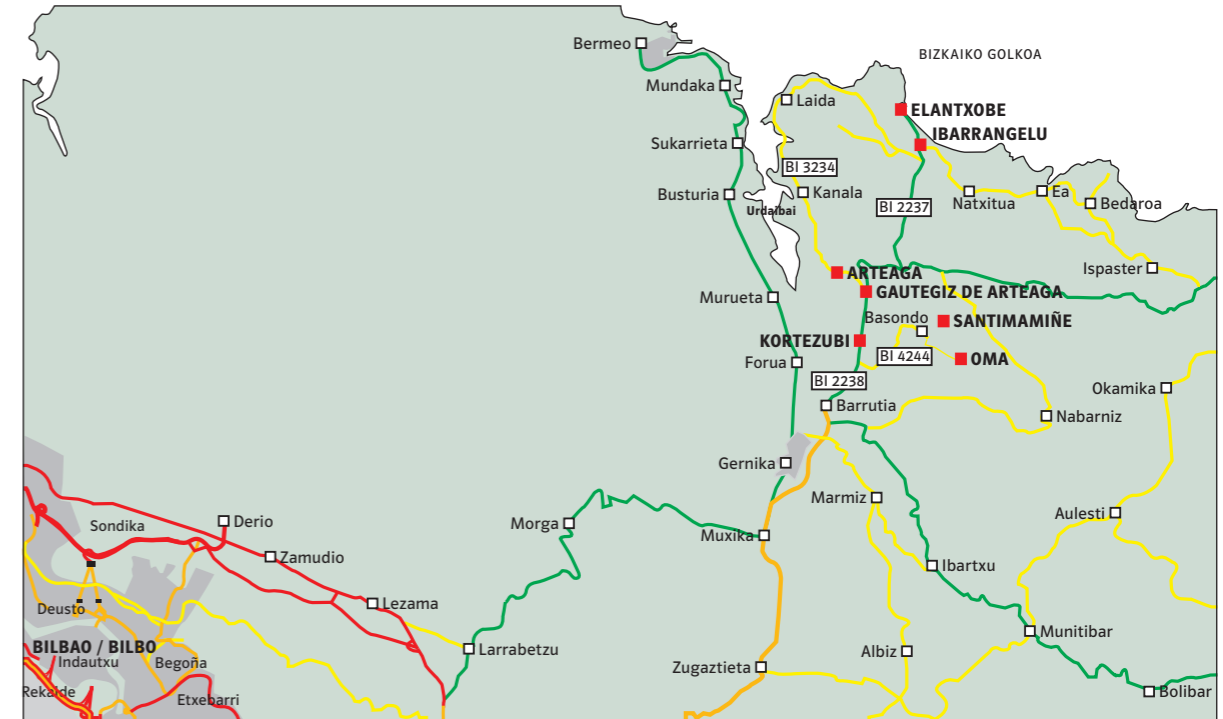 Bermeo
BIZKAIKO GOLKOA
Mundaka
Laida
ELANTXOBE
IBARRANGELU
Sukarrieta
BI 3234
Kanala
Busturia
Urdaibai
BI 2237
Natxitua
Ea
Bedaroa
ARTEAGA
Ispaster
GAUTEGIZ DE ARTEAGA
Murueta
Basondo
SANTIMAMIÑE
KORTEZUBI
BI 4244
OMA
Forua
BI 2238
Okamika
Barrutia
Nabarniz
Gernika
Marmiz
Aulesti
Sondika
Derio
Morga
Muxika
Zamudio
Ibartxu
Lezama
Deusto
Munitibar
BILBAO / BILBO
Larrabetzu
Albiz
Indautxu
Begoña
Zugaztieta
Rekalde
Etxebarri
Bolibar